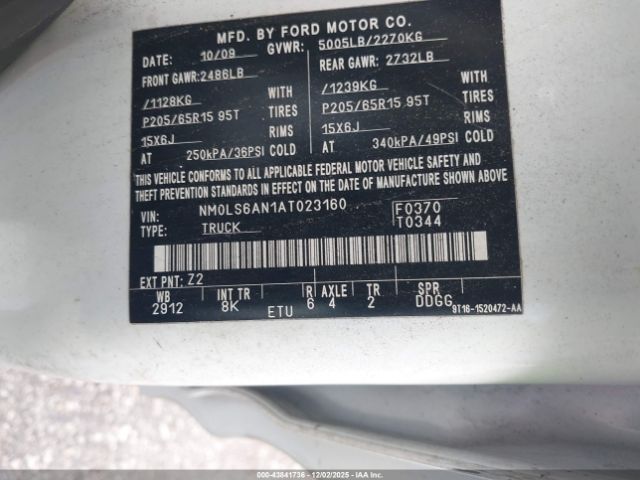 MFD. BY FORD MOTOR CO.
DATE: 10/09 GVWR: 5005LB/2270KG
FRONT GAWR: 2486LB REAR GAWR: 2732LB
/1128KG WITH /1239KG WITH
P205/65R15 95T TIRES P205/65R15 95T TIRES
15X6J RIMS 15X6J RIMS
AT 250kPA/36PSI COLD AT 340kPA/49PSI COLD
THIS VEHICLE CONFORMS TO ALL APPLICABLE FEDERAL MOTOR VEHICLE SAFETY AND
THEFT PREVENTION STANDARDS IN EFFECT ON THE DATE OF MANUFACTURE SHOWN ABOVE.
VIN: NM0LS6AN1AT023160 F0370
TYPE: TRUCK T0344
EXT PNT: Z2
WB INT TR R AXLE TR SPR
2912 8K 6 4 2 DDGG
ETU 9T16-1520472-AA
000-43841736 - 12/02/2025 - IAA, Inc.